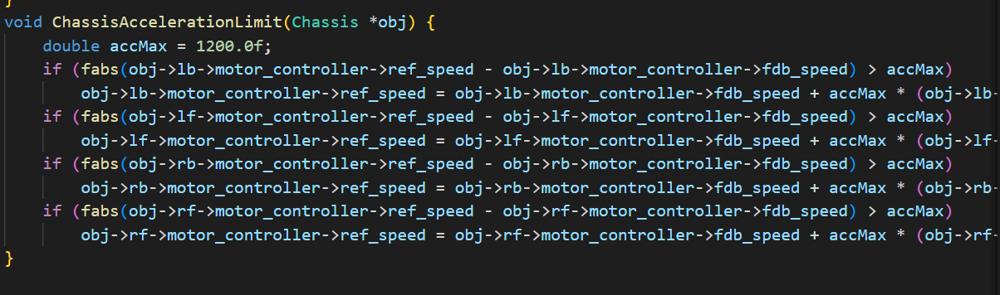 }
void ChassisAccelerationLimit(Chassis *obj) {
    double accMax = 1200.0f;
    if (fabs(obj->lb->motor_controller->ref_speed - obj->lb->motor_controller->fdb_speed) > accMax)
        obj->lb->motor_controller->ref_speed = obj->lb->motor_controller->fdb_speed + accMax * (obj->lb-
    if (fabs(obj->lf->motor_controller->ref_speed - obj->lf->motor_controller->fdb_speed) > accMax)
        obj->lf->motor_controller->ref_speed = obj->lf->motor_controller->fdb_speed + accMax * (obj->lf-
    if (fabs(obj->rb->motor_controller->ref_speed - obj->rb->motor_controller->fdb_speed) > accMax)
        obj->rb->motor_controller->ref_speed = obj->rb->motor_controller->fdb_speed + accMax * (obj->rb-
    if (fabs(obj->rf->motor_controller->ref_speed - obj->rf->motor_controller->fdb_speed) > accMax)
        obj->rf->motor_controller->ref_speed = obj->rf->motor_controller->fdb_speed + accMax * (obj->rf-
}